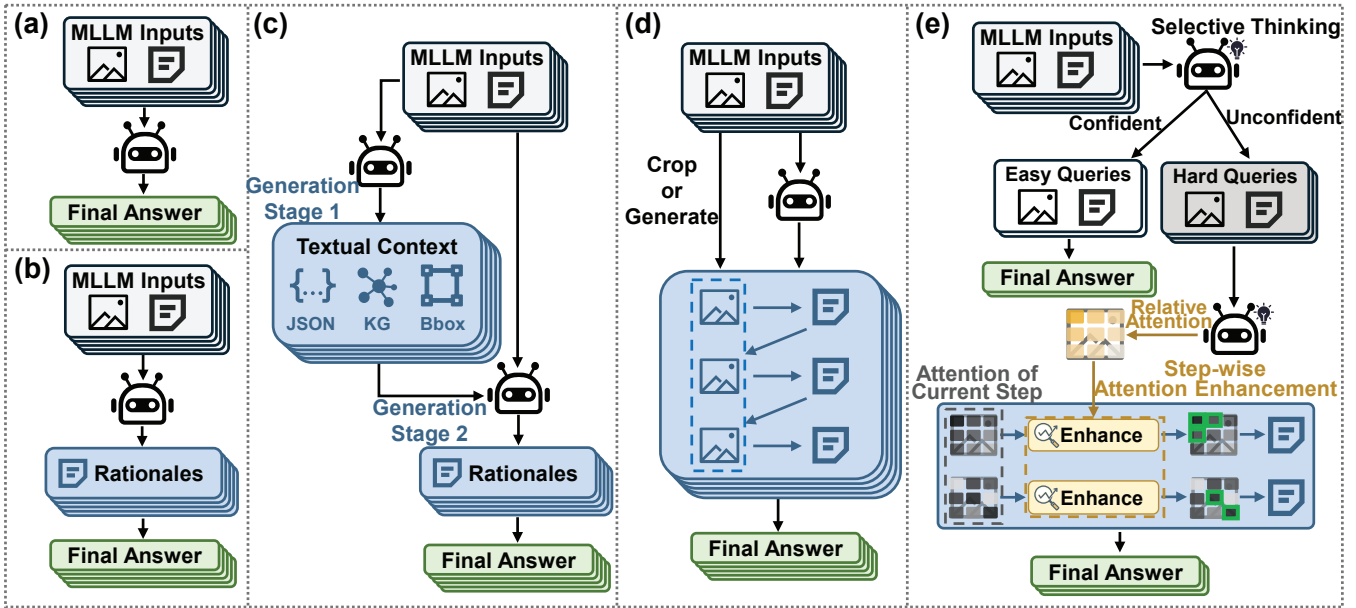 (a)
MLLM Inputs
Final Answer
(b)
MLLM Inputs
Rationales
Final Answer
(c)
MLLM Inputs
Generation
Stage 1
Textual Context
{...}
JSON
KG
Bbox
Generation
Stage 2
Rationales
Final Answer
(d)
MLLM Inputs
Crop
or
Generate
Final Answer
(e)
MLLM Inputs
Selective Thinking
Confident
Unconfident
Easy Queries
Hard Queries
Final Answer
Relative
Attention
Step-wise
Attention Enhancement
Attention of
Current Step
Enhance
Enhance
Final Answer